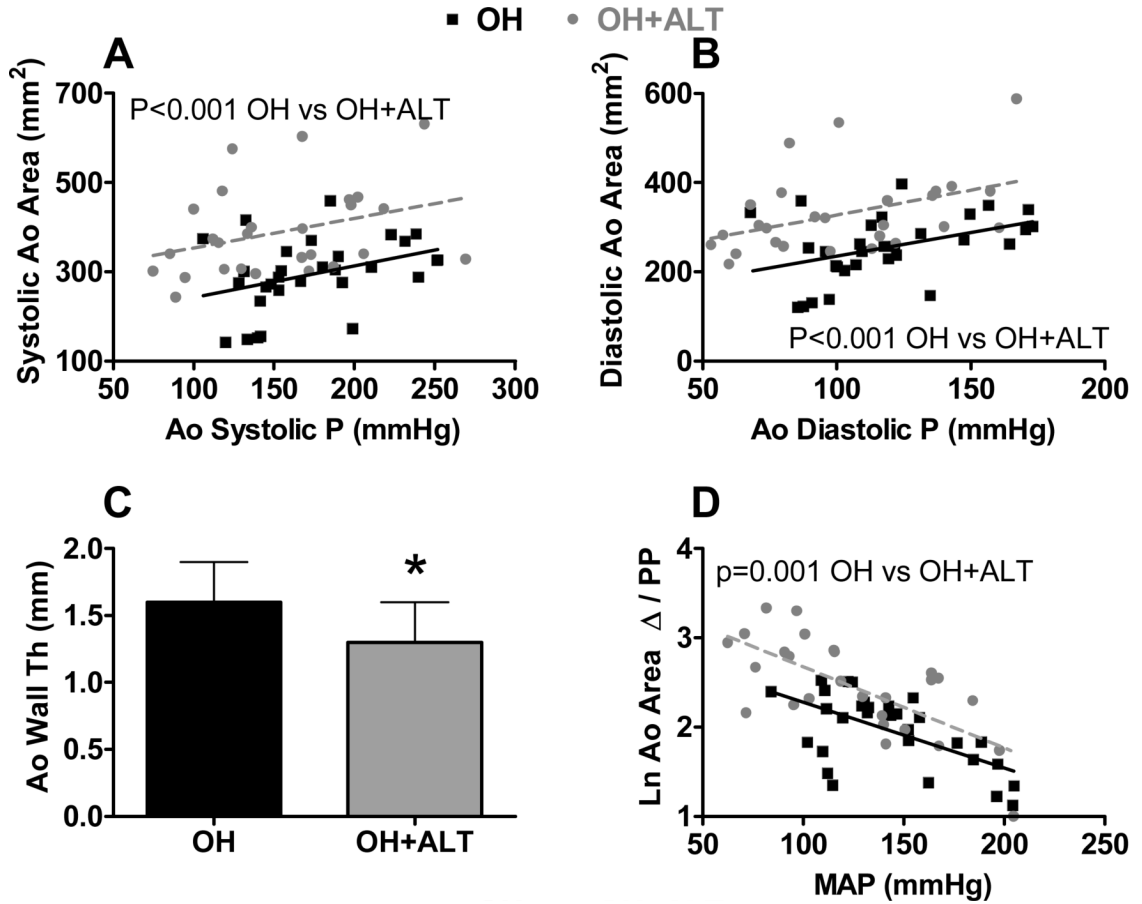 OH OH+ALT
A
P<0.001 OH vs OH+ALT
Systolic Ao Area (mm²)
700
500
300
100
50 100 150 200 250 300
Ao Systolic P (mmHg)
B
Diastolic Ao Area (mm²)
600
400
200
0
P<0.001 OH vs OH+ALT
50 100 150 200
Ao Diastolic P (mmHg)
C
Ao Wall Th (mm)
2.0
1.5
1.0
0.5
0.0
*
OH OH+ALT
D
p=0.001 OH vs OH+ALT
Ln Ao Area Δ / PP
4
3
2
1
50 100 150 200 250
MAP (mmHg)